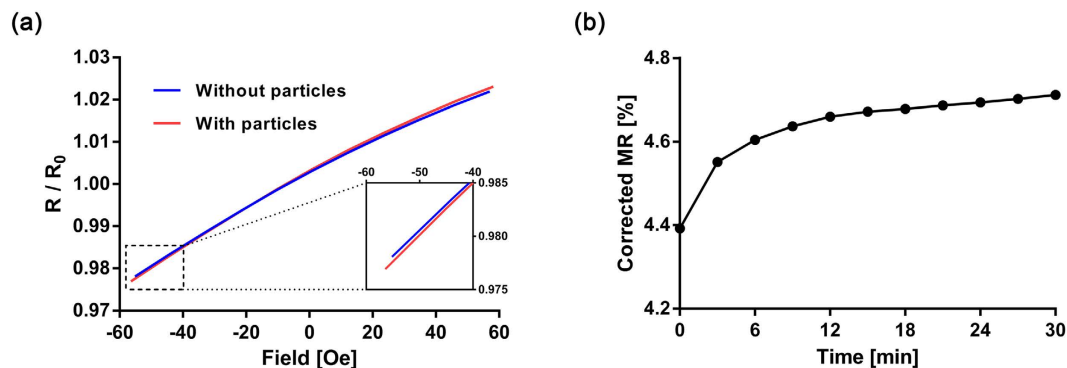 (a)
1.03
1.02
1.01
1.00
0.99
0.98
0.97
R / R0
Without particles
With particles
-60 -50 -40
0.985
0.980
0.975
-60 -40 -20 0 20 40 60
Field [Oe]
(b)
4.8
4.6
4.4
4.2
Corrected MR [%]
0 6 12 18 24 30
Time [min]